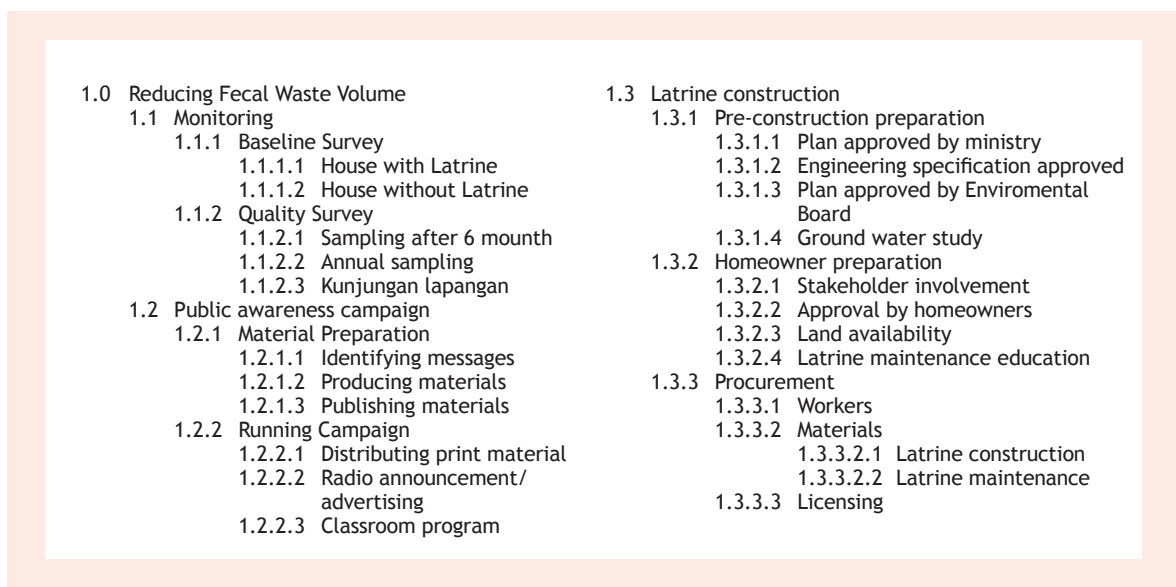 1.0 Reducing Fecal Waste Volume
1.1 Monitoring
1.1.1 Baseline Survey
1.1.1.1 House with Latrine
1.1.1.2 House without Latrine
1.1.2 Quality Survey
1.1.2.1 Sampling after 6 mounth
1.1.2.2 Annual sampling
1.1.2.3 Kunjungan lapangan
1.2 Public awareness campaign
1.2.1 Material Preparation
1.2.1.1 Identifying messages
1.2.1.2 Producing materials
1.2.1.3 Publishing materials
1.2.2 Running Campaign
1.2.2.1 Distributing print material
1.2.2.2 Radio announcement/
advertising
1.2.2.3 Classroom program
1.3 Latrine construction
1.3.1 Pre-construction preparation
1.3.1.1 Plan approved by ministry
1.3.1.2 Engineering specification approved
1.3.1.3 Plan approved by Enviromental
Board
1.3.1.4 Ground water study
1.3.2 Homeowner preparation
1.3.2.1 Stakeholder involvement
1.3.2.2 Approval by homeowners
1.3.2.3 Land availability
1.3.2.4 Latrine maintenance education
1.3.3 Procurement
1.3.3.1 Workers
1.3.3.2 Materials
1.3.3.2.1 Latrine construction
1.3.3.2.2 Latrine maintenance
1.3.3.3 Licensing